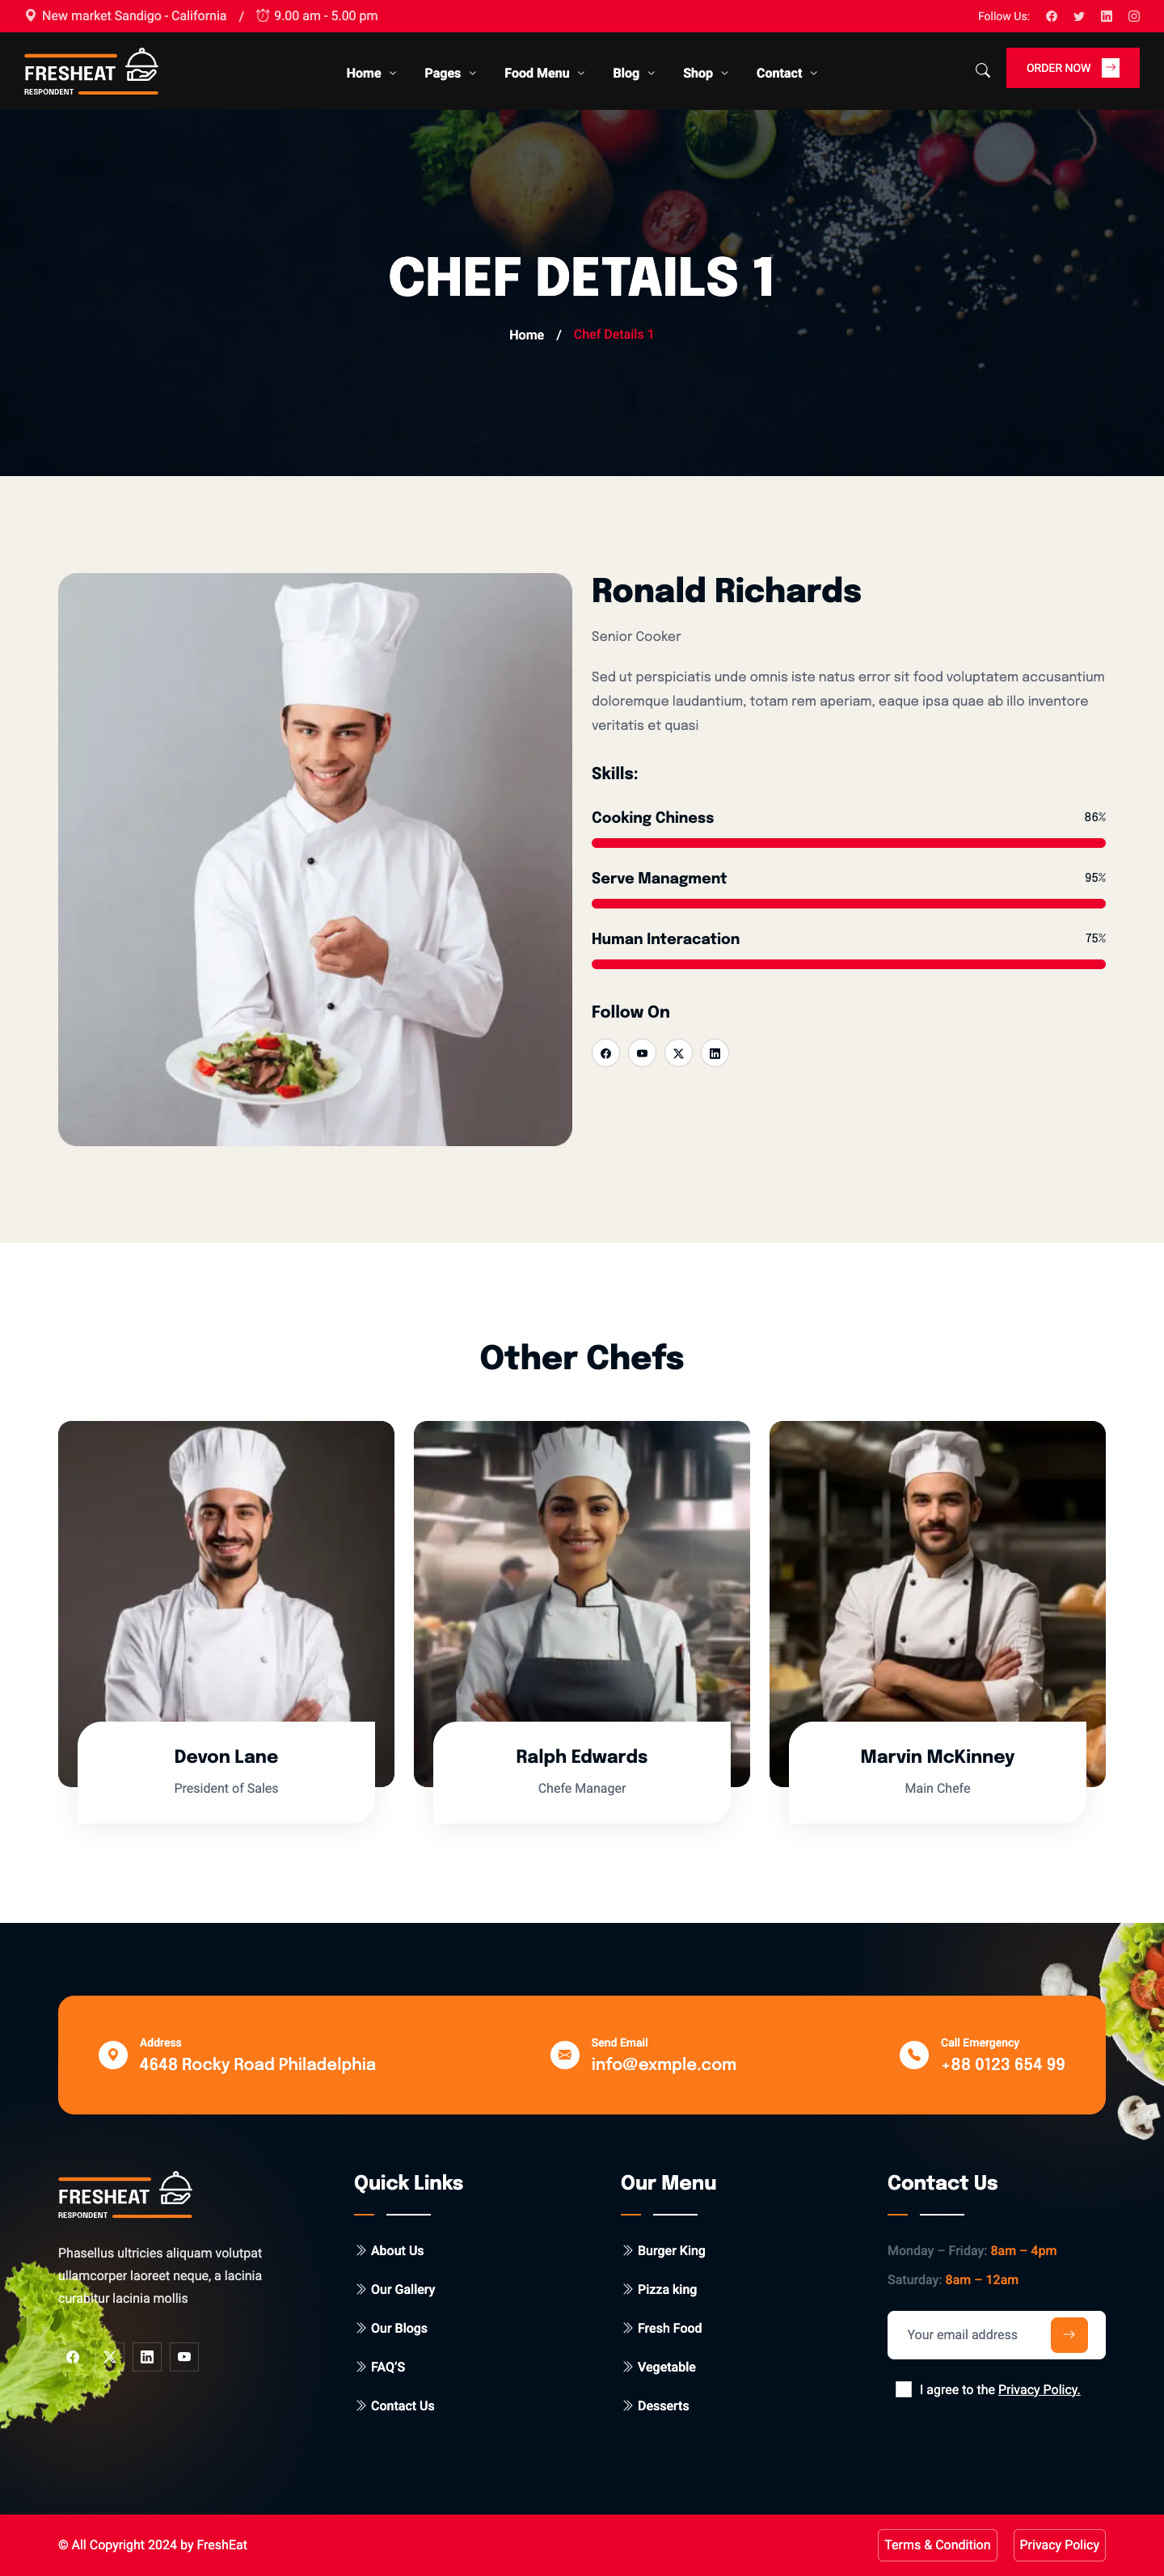 New market Sandigo - California / 9.00 am - 5.00 pm
Follow Us:
FRESHEAT
RESPONDENT
Home Pages Food Menu Blog Shop Contact
ORDER NOW
CHEF DETAILS 1
Home / Chef Details 1
Ronald Richards
Senior Cooker
Sed ut perspiciatis unde omnis iste natus error sit food voluptatem accusantium
doloremque laudantium, totam rem aperiam, eaque ipsa quae ab illo inventore
veritatis et quasi
Skills:
Cooking Chiness 86%
Serve Managment 95%
Human Interacation 75%
Follow On
Other Chefs
Devon Lane
President of Sales
Ralph Edwards
Chefe Manager
Marvin McKinney
Main Chefe
Address
4648 Rocky Road Philadelphia
Send Email
info@exmple.com
Call Emergency
+88 0123 654 99
FRESHEAT
RESPONDENT
Phasellus ultricies aliquam volutpat
ullamcorper laoreet neque, a lacinia
curabitur lacinia mollis
Quick Links
About Us
Our Gallery
Our Blogs
FAQ'S
Contact Us
Our Menu
Burger King
Pizza king
Fresh Food
Vegetable
Desserts
Contact Us
Monday – Friday: 8am – 4pm
Saturday: 8am – 12am
Your email address
I agree to the Privacy Policy.
© All Copyright 2024 by FreshEat
Terms & Condition
Privacy Policy